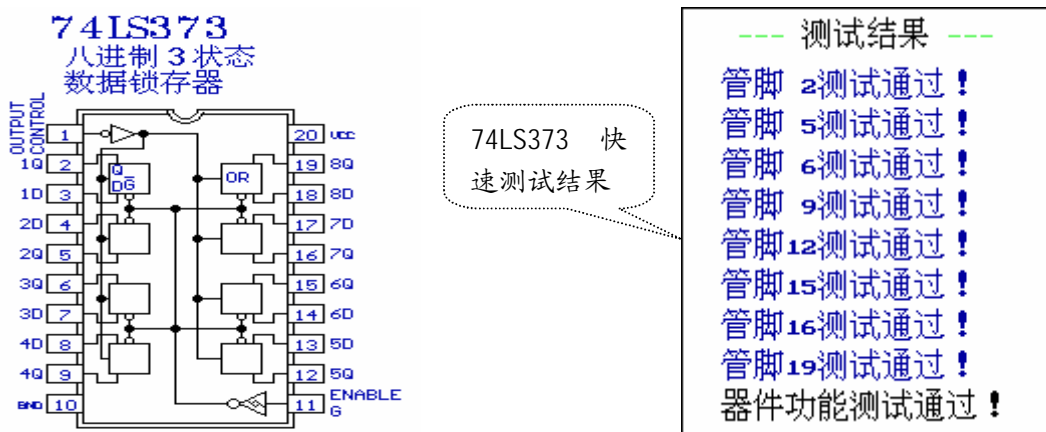 74LS373
八进制 3 状态
数据锁存器
OUTPUT
CONTROL
1 20 VCC
1Q 2 19 8Q
1D 3 18 8D
2D 4 17 7D
2Q 5 16 7Q
3Q 6 15 6Q
3D 7 14 6D
4D 8 13 5D
4Q 9 12 5Q
GND 10 11 ENABLE
G
Q
DG
OR
74LS373 快
速测试结果
--- 测试结果 ---
管脚 2测试通过！
管脚 5测试通过！
管脚 6测试通过！
管脚 9测试通过！
管脚12测试通过！
管脚15测试通过！
管脚16测试通过！
管脚19测试通过！
器件功能测试通过！